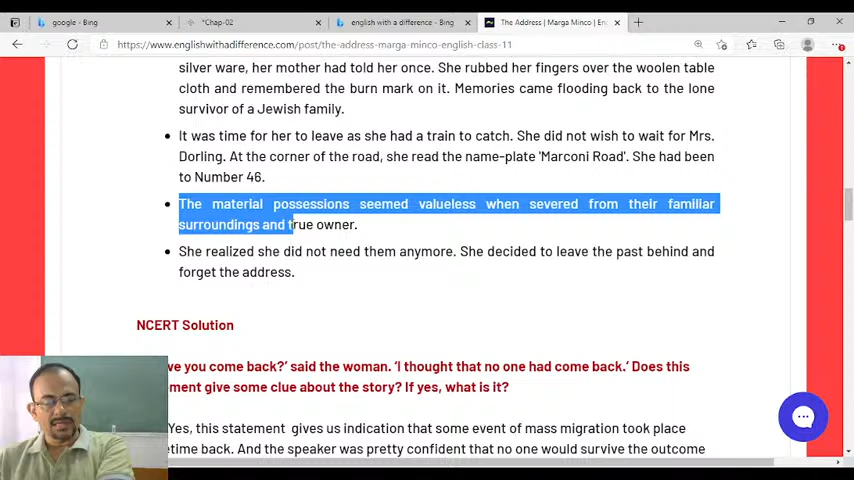 google - Bing
*Chap-02
english with a difference - Bing
The Address | Marga Minco | En
https://www.englishwithadifference.com/post/the-address-marga-minco-english-class-11
silver ware, her mother had told her once. She rubbed her fingers over the woolen table
cloth and remembered the burn mark on it. Memories came flooding back to the lone
survivor of a Jewish family.
It was time for her to leave as she had a train to catch. She did not wish to wait for Mrs.
Dorling. At the corner of the road, she read the name-plate 'Marconi Road'. She had been
to Number 46.
The material possessions seemed valueless when severed from their familiar
surroundings and true owner.
She realized she did not need them anymore. She decided to leave the past behind and
forget the address.
NCERT Solution
ve you come back?' said the woman. 'I thought that no one had come back.' Does this
ement give some clue about the story? If yes, what is it?
Yes, this statement gives us indication that some event of mass migration took place
etime back. And the speaker was pretty confident that no one would survive the outcome